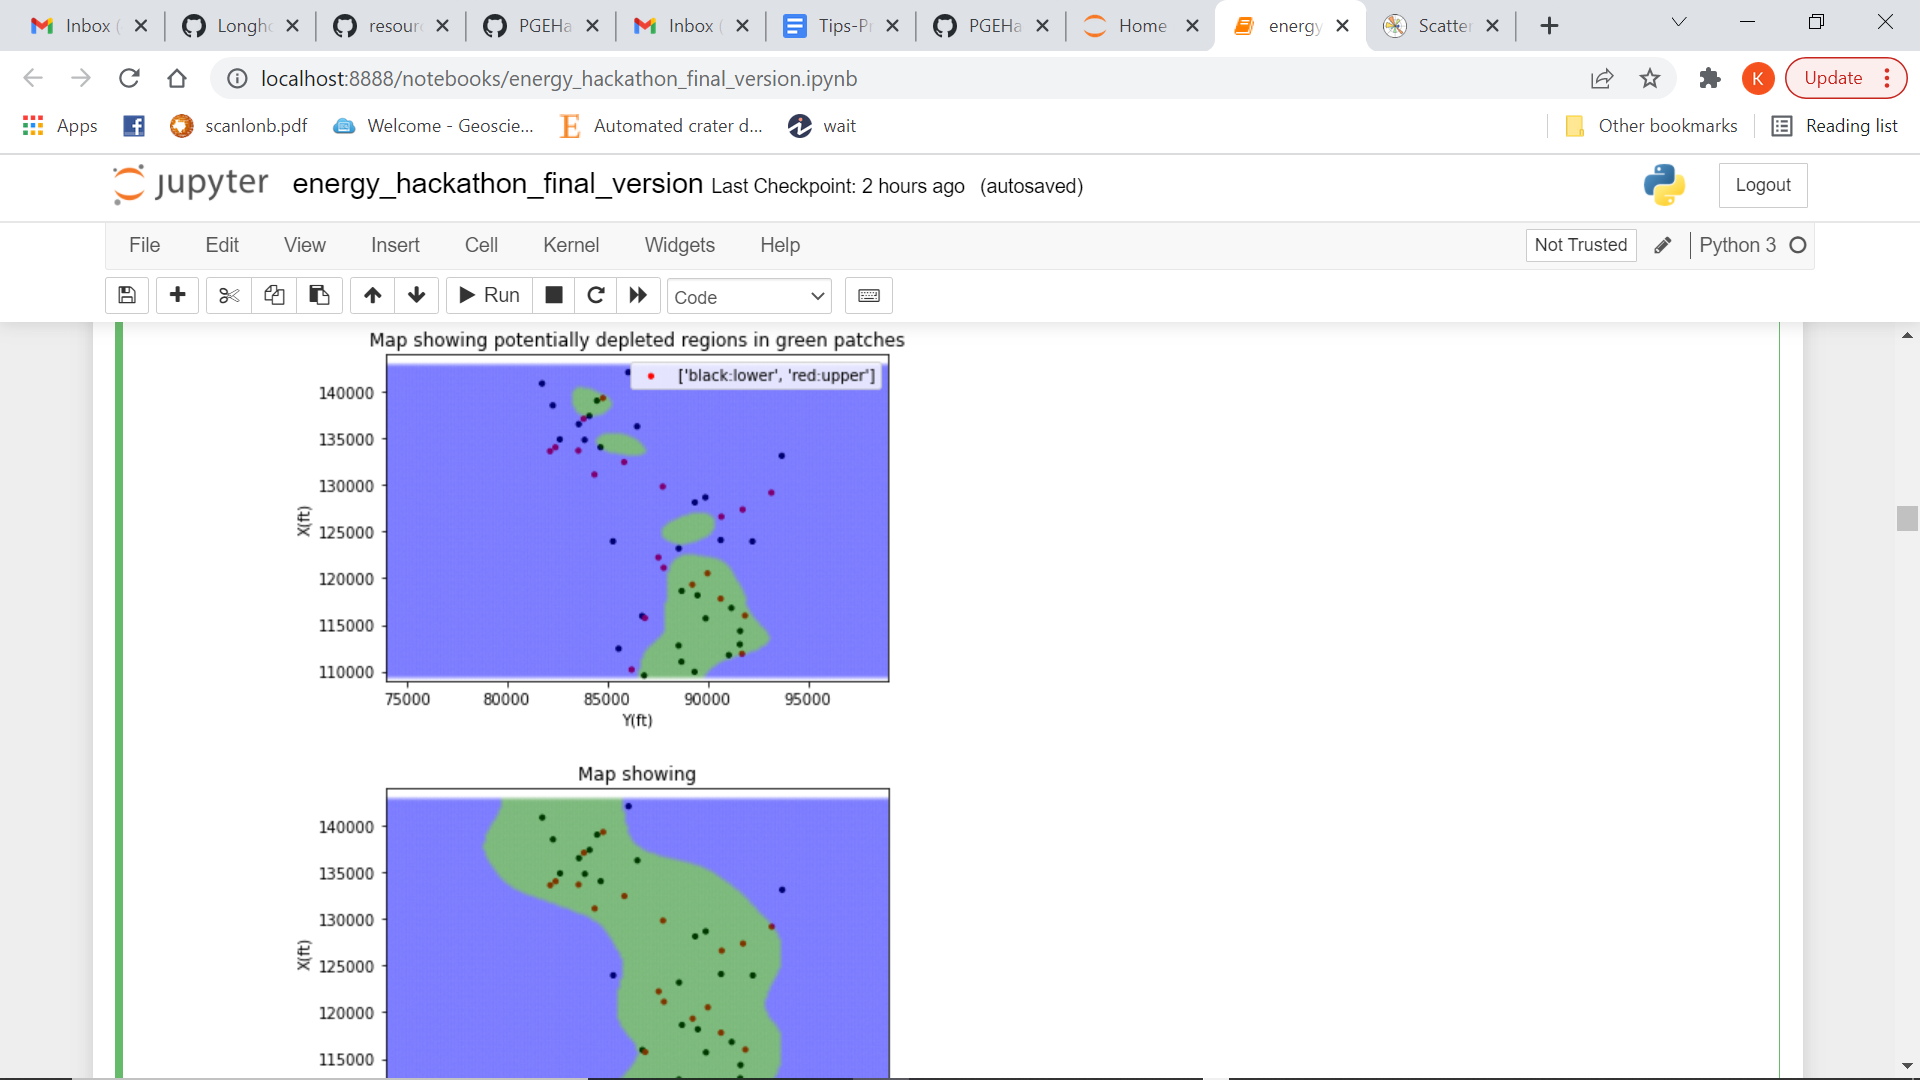 Inbox (
Longhc
resourc
PGEHa
Inbox (
Tips-Pr
PGEHa
Home
energy
Scatter
localhost:8888/notebooks/energy_hackathon_final_version.ipynb
K
Update
Apps
scanlonb.pdf
Welcome - Geoscie...
Automated crater d...
wait
Other bookmarks
Reading list
jupyter energy_hackathon_final_version Last Checkpoint: 2 hours ago (autosaved)
Logout
File Edit View Insert Cell Kernel Widgets Help
Not Trusted
Python 3
Run
Code
Map showing potentially depleted regions in green patches
['black:lower', 'red:upper']
140000
135000
130000
125000
120000
115000
110000
X(ft)
75000 80000 85000 90000 95000
Y(ft)
Map showing
140000
135000
130000
125000
120000
115000
X(ft)